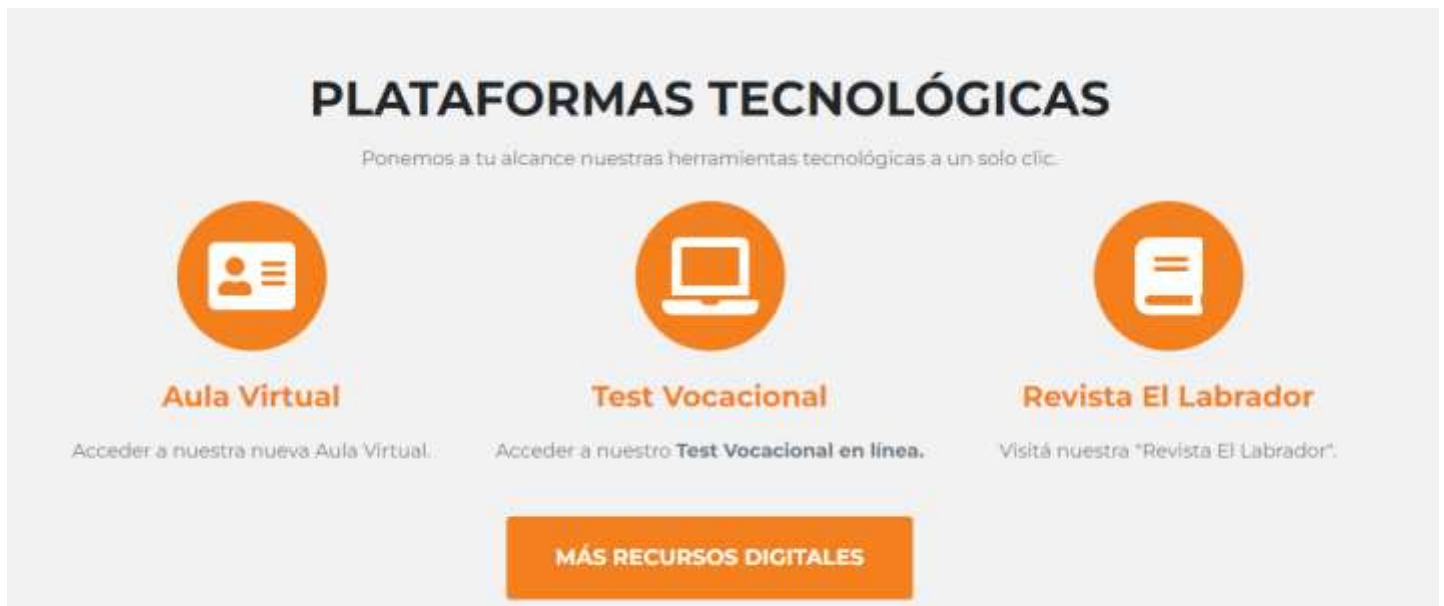 PLATAFORMAS TECNOLÓGICAS
Ponemos a tu alcance nuestras herramientas tecnológicas a un solo clic.
Aula Virtual
Acceder a nuestra nueva Aula Virtual.
Test Vocacional
Acceder a nuestro Test Vocacional en línea.
Revista El Labrador
Visitá nuestra "Revista El Labrador".
MÁS RECURSOS DIGITALES